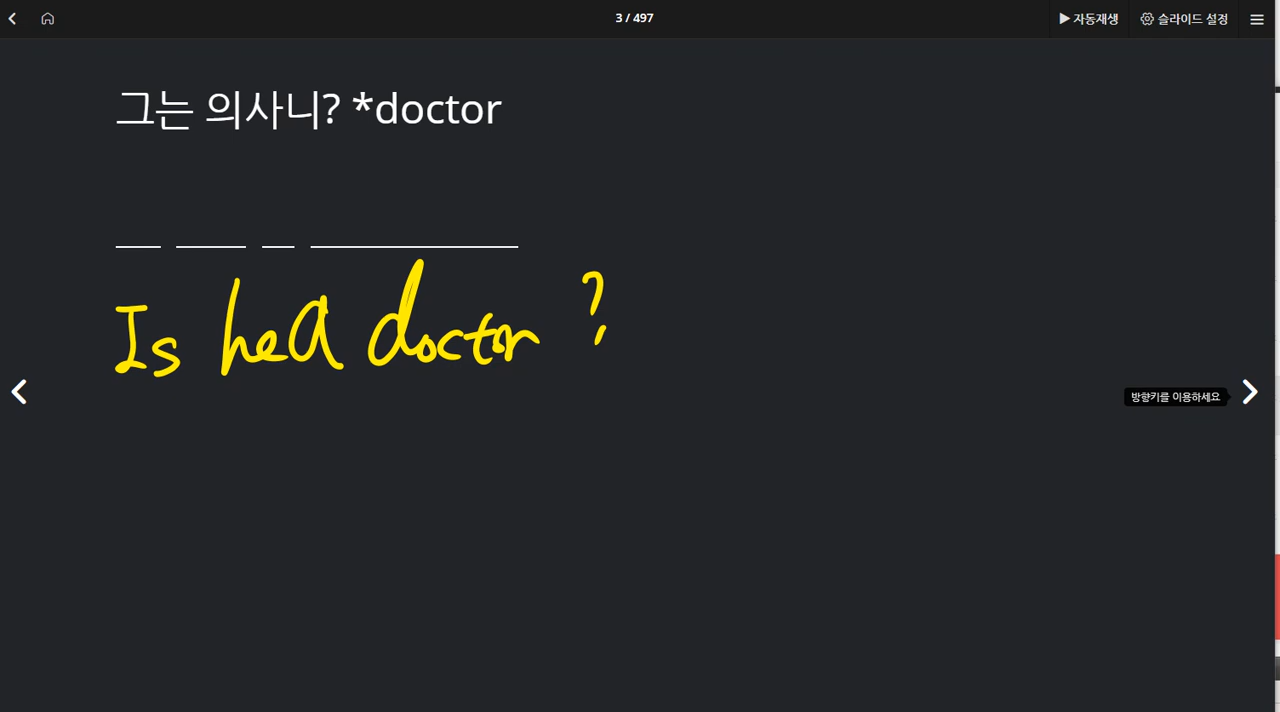 3 / 497
▶ 자동재생
슬라이드 설정
그는 의사니? *doctor
Is he a doctor ?
방향키를 이용하세요